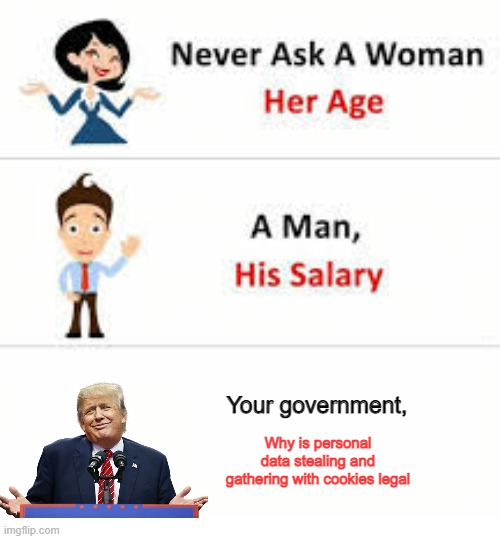 Never Ask A Woman
Her Age
A Man,
His Salary
Your government,
Why is personal
data stealing and
gathering with cookies legal
imgflip.com